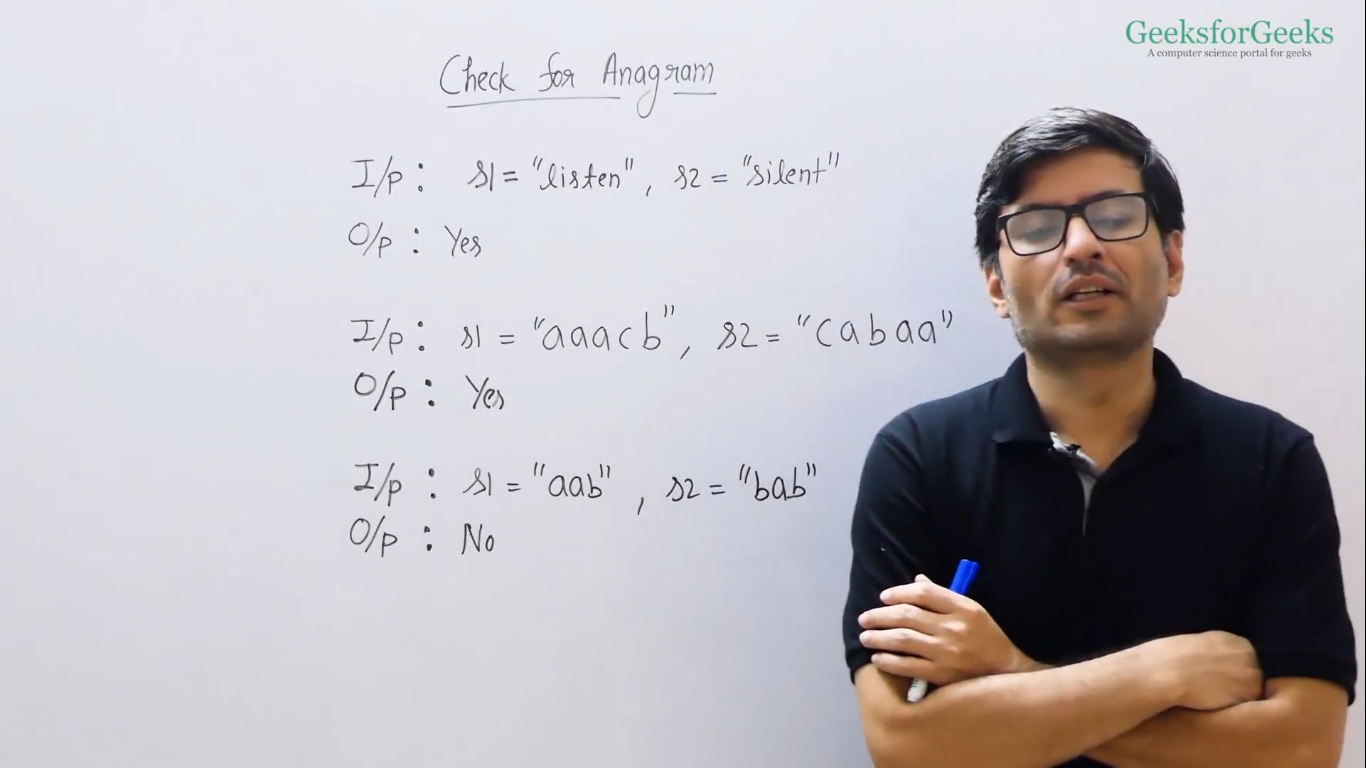 GeeksforGeeks
A computer science portal for geeks
Check for Anagram
I/p : s1 = "listen", s2 = "silent"
O/p : Yes
I/p : s1 = "aaacb", s2 = "cabaa"
O/p : Yes
I/p : s1 = "aab", s2 = "bab"
O/p : No